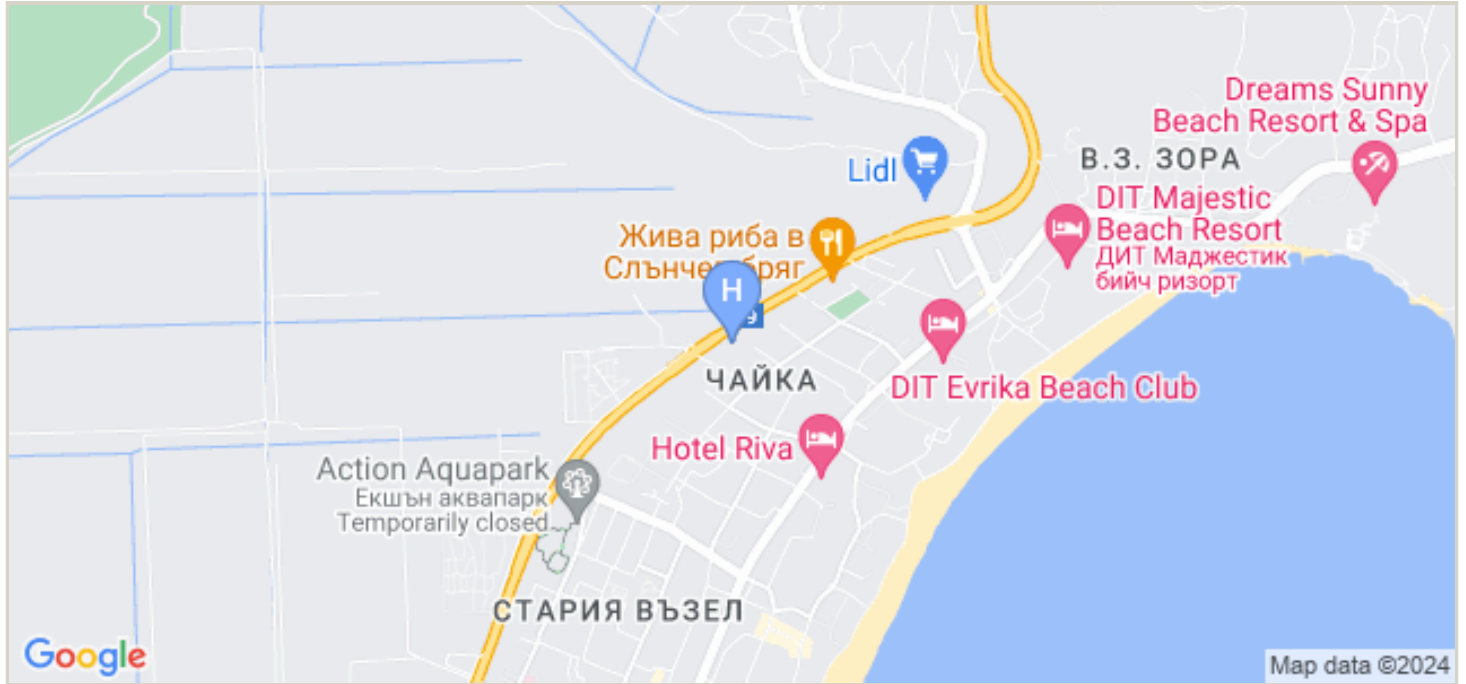 Dreams Sunny
Beach Resort & Spa
В.З. ЗОРА
Lidl
DIT Majestic
Beach Resort
ДИТ Маджестик
бийч ризорт
Жива риба в
бряг
H
9
ЧАЙКА
DIT Evrika Beach Club
Hotel Riva
Action Aquapark
Екшън аквапарк
Temporarily closed
СТАРИЯ ВЪЗЕЛ
Google
Map data ©2024